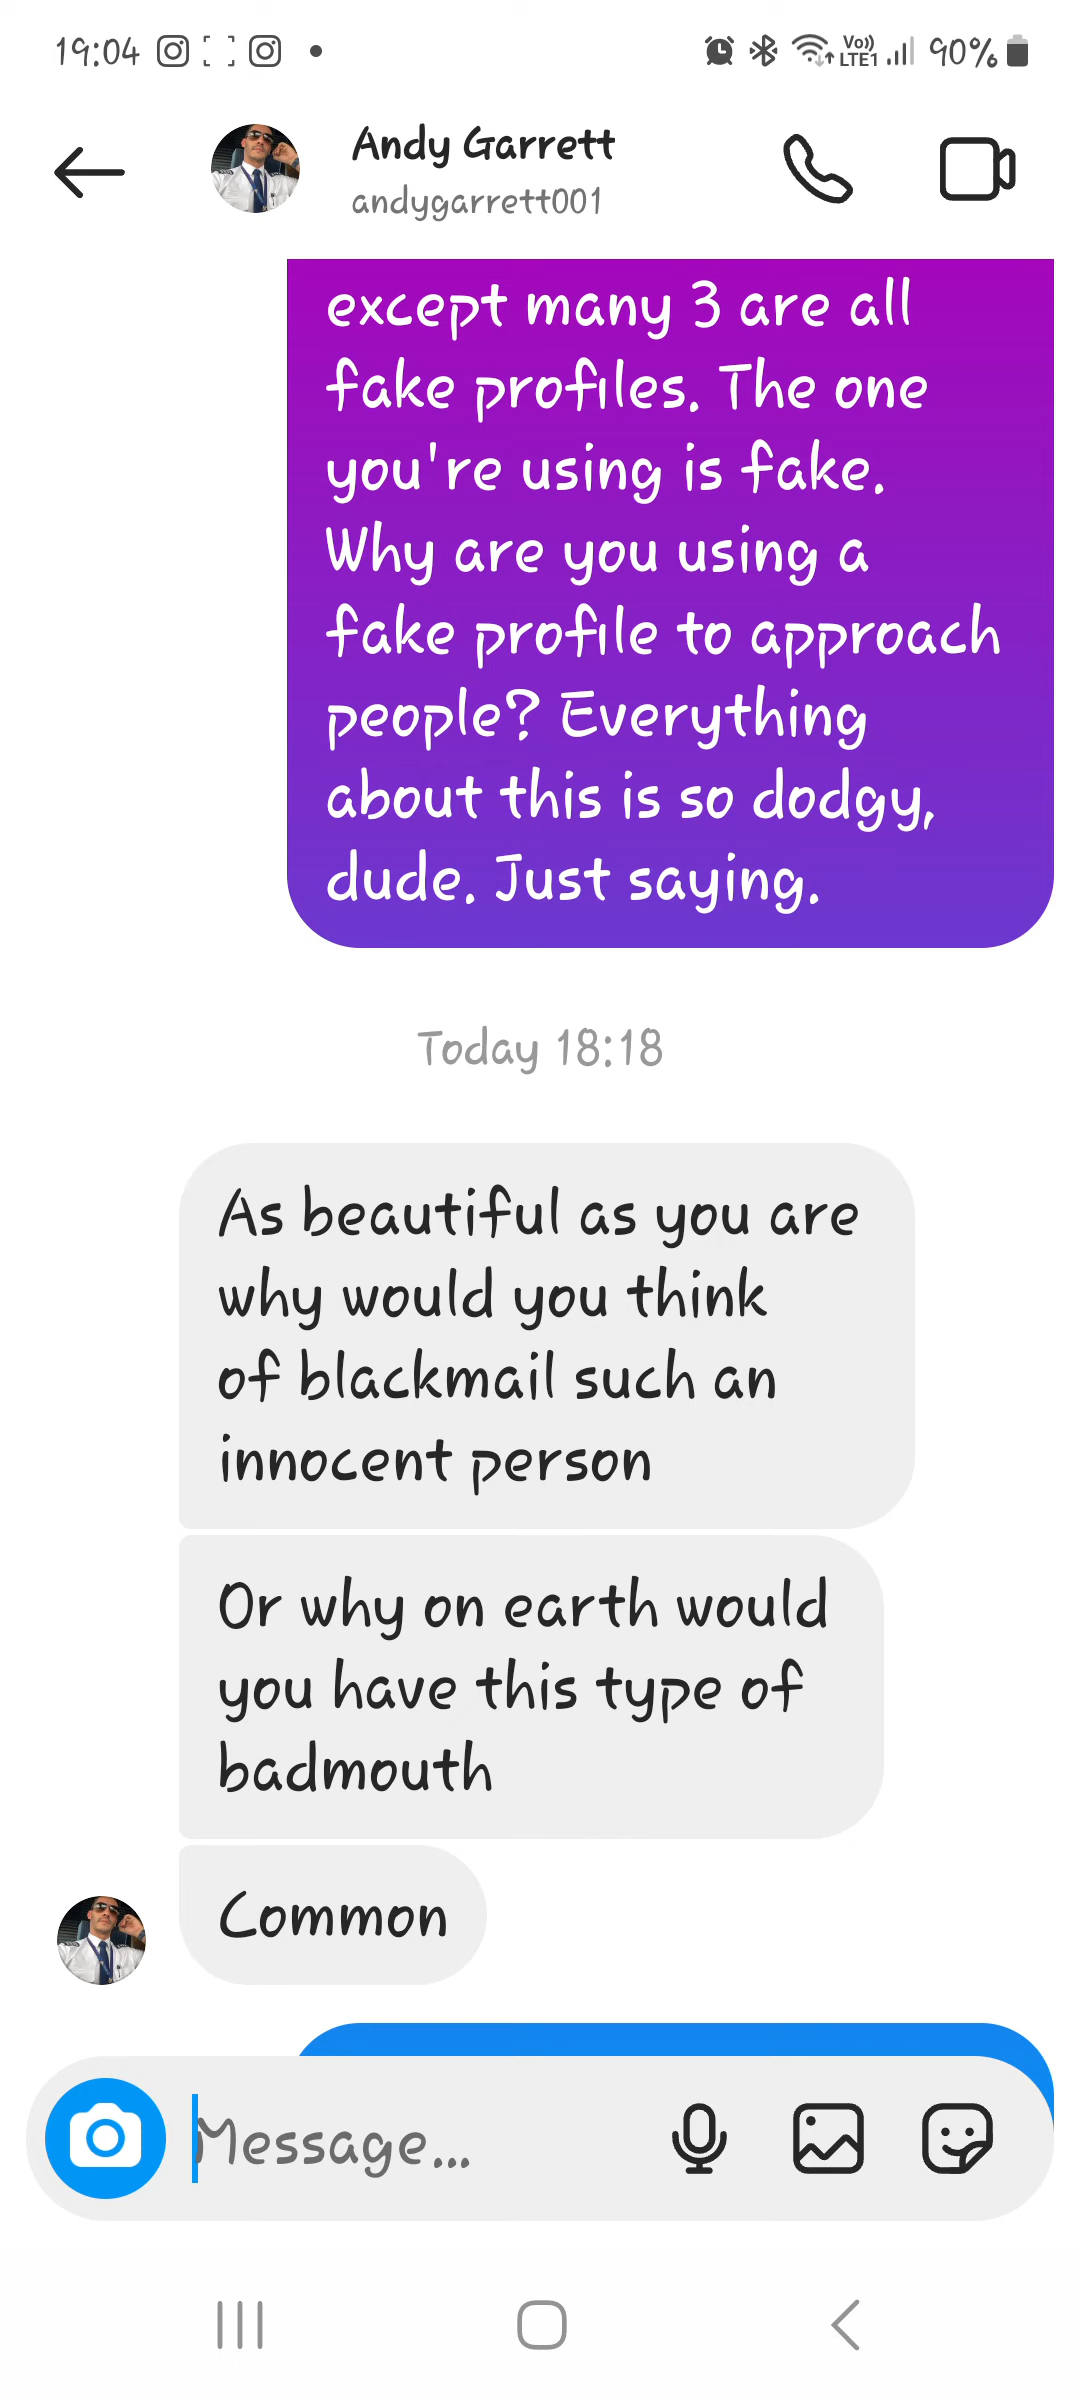 19:04 Vo)) LTE1 90%
Andy Garrett
andygarrett001
except many 3 are all
fake profiles. The one
you're using is fake.
Why are you using a
fake profile to approach
people? Everything
about this is so dodgy,
dude. Just saying.
Today 18:18
As beautiful as you are
why would you think
of blackmail such an
innocent person
Or why on earth would
you have this type of
badmouth
Common
Message...